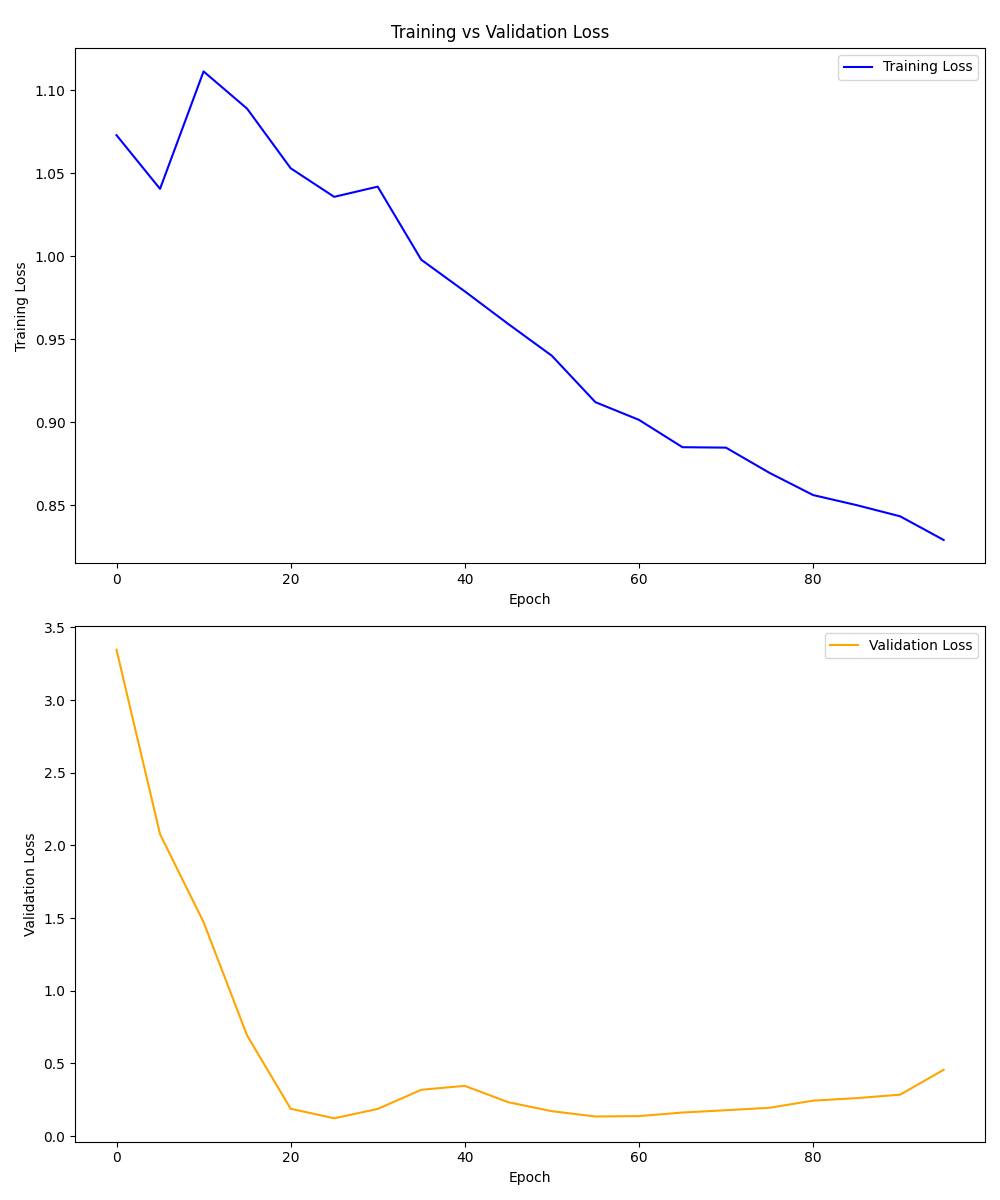 Training vs Validation Loss
Training Loss
1.10
1.05
1.00
0.95
0.90
0.85
Training Loss
0 20 40 60 80
Epoch
Validation Loss
3.5
3.0
2.5
2.0
1.5
1.0
0.5
0.0
Validation Loss
0 20 40 60 80
Epoch